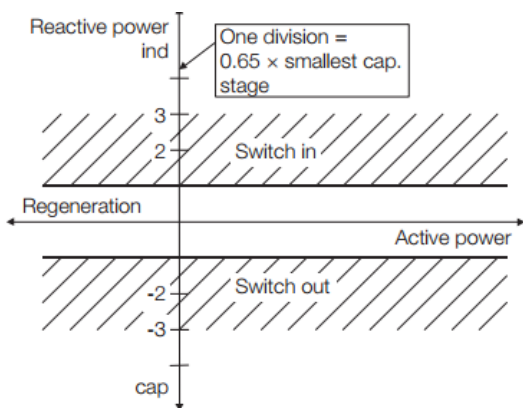 Reactive power
ind
One division =
0.65 × smallest cap.
stage
3
2
Switch in
Regeneration
Active power
Switch out
-2
-3
cap